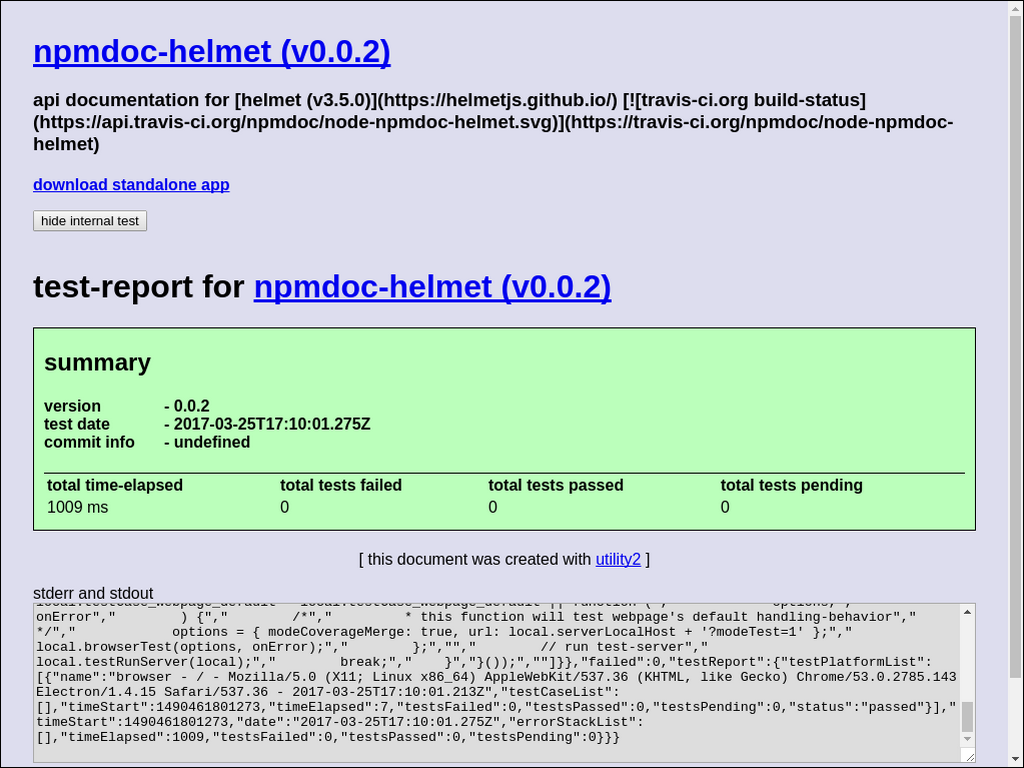 npmdoc-helmet (v0.0.2)
api documentation for [helmet (v3.5.0)](https://helmetjs.github.io/) [![travis-ci.org build-status]
(https://api.travis-ci.org/npmdoc/node-npmdoc-helmet.svg)](https://travis-ci.org/npmdoc/node-npmdoc-
helmet)
download standalone app
hide internal test
test-report for npmdoc-helmet (v0.0.2)
summary
version - 0.0.2
test date - 2017-03-25T17:10:01.275Z
commit info - undefined
total time-elapsed total tests failed total tests passed total tests pending
1009 ms 0 0 0
[ this document was created with utility2 ]
stderr and stdout
onError","        ) {","        /*","         * this function will test webpage's default handling-behavior","
*/","            options = { modeCoverageMerge: true, url: local.serverLocalHost + '?modeTest=1' };","
local.browserTest(options, onError);","        };","","        // run test-server","
local.testRunServer(local);","        break;","    }","}());",""]}},"failed":0,"testReport":{"testPlatformList":
[{"name":"browser - / - Mozilla/5.0 (X11; Linux x86_64) AppleWebKit/537.36 (KHTML, like Gecko) Chrome/53.0.2785.143
Electron/1.4.15 Safari/537.36 - 2017-03-25T17:10:01.213Z","testCaseList":
[],"timeStart":1490461801273,"timeElapsed":7,"testsFailed":0,"testsPassed":0,"testsPending":0,"status":"passed"}],"
timeStart":1490461801273,"date":"2017-03-25T17:10:01.275Z","errorStackList":
[],"timeElapsed":1009,"testsFailed":0,"testsPassed":0,"testsPending":0}}}